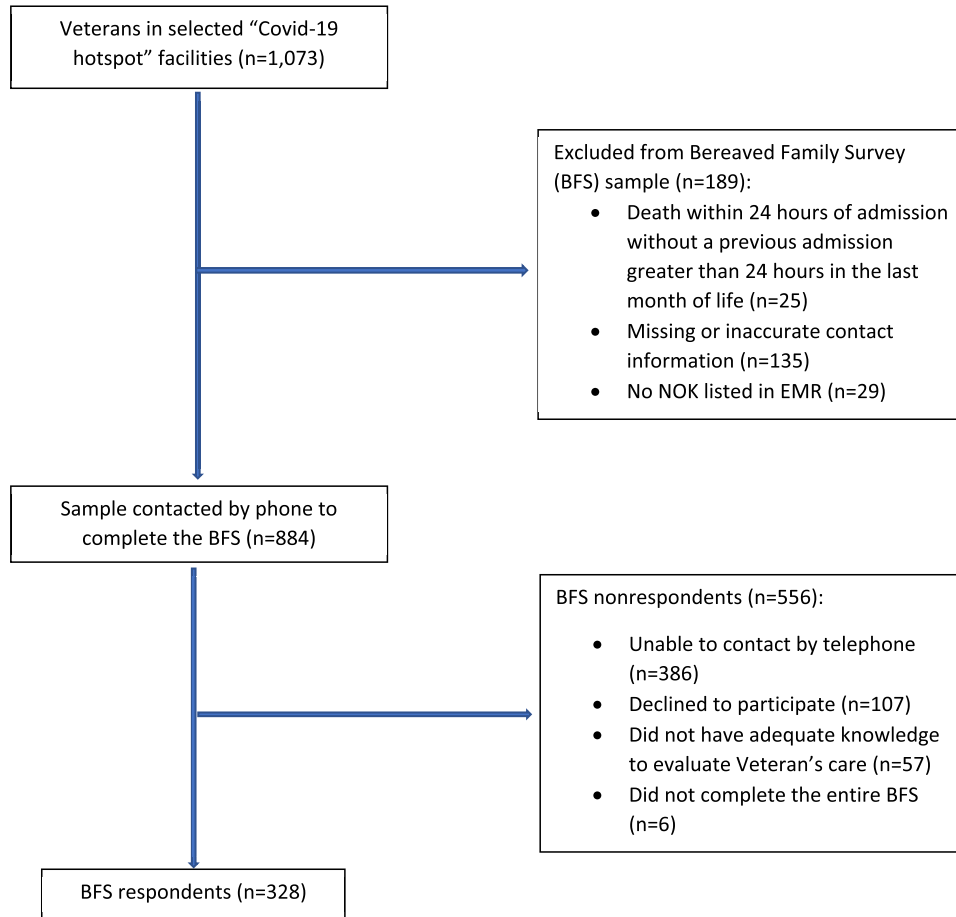 Veterans in selected “Covid-19
hotspot” facilities (n=1,073)
Excluded from Bereaved Family Survey
(BFS) sample (n=189):
• Death within 24 hours of admission
without a previous admission
greater than 24 hours in the last
month of life (n=25)
• Missing or inaccurate contact
information (n=135)
• No NOK listed in EMR (n=29)
Sample contacted by phone to
complete the BFS (n=884)
BFS nonrespondents (n=556):
• Unable to contact by telephone
(n=386)
• Declined to participate (n=107)
• Did not have adequate knowledge
to evaluate Veteran’s care (n=57)
• Did not complete the entire BFS
(n=6)
BFS respondents (n=328)